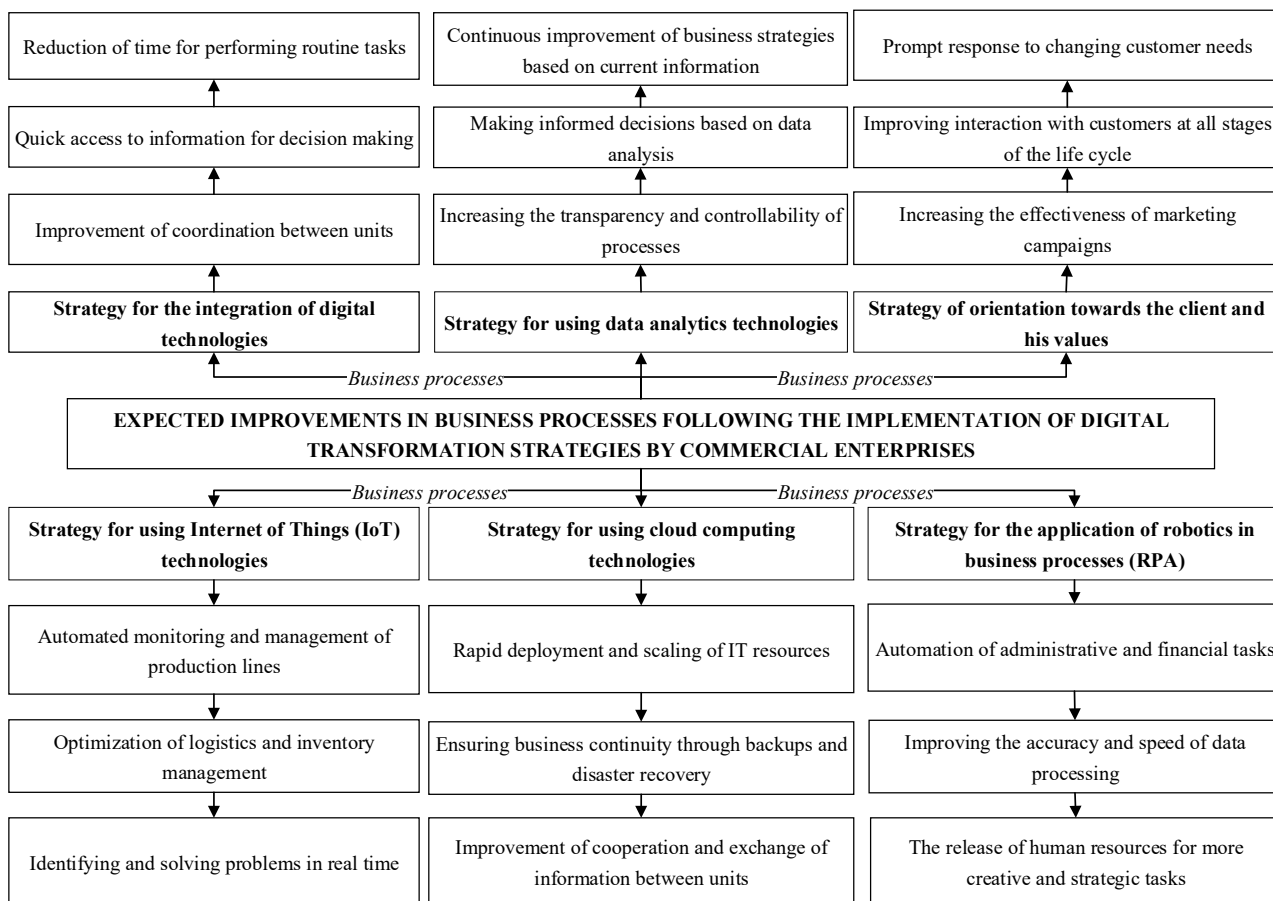 Reduction of time for performing routine tasks
Continuous improvement of business strategies
based on current information
Prompt response to changing customer needs
Quick access to information for decision making
Making informed decisions based on data
analysis
Improving interaction with customers at all stages
of the life cycle
Improvement of coordination between units
Increasing the transparency and controllability of
processes
Increasing the effectiveness of marketing
campaigns
Strategy for the integration of digital
technologies
Strategy for using data analytics technologies
Strategy of orientation towards the client and
his values
Business processes
Business processes
EXPECTED IMPROVEMENTS IN BUSINESS PROCESSES FOLLOWING THE IMPLEMENTATION OF DIGITAL
TRANSFORMATION STRATEGIES BY COMMERCIAL ENTERPRISES
Business processes
Business processes
Strategy for using Internet of Things (IoT)
technologies
Strategy for using cloud computing
technologies
Strategy for the application of robotics in
business processes (RPA)
Automated monitoring and management of
production lines
Rapid deployment and scaling of IT resources
Automation of administrative and financial tasks
Optimization of logistics and inventory
management
Ensuring business continuity through backups and
disaster recovery
Improving the accuracy and speed of data
processing
Identifying and solving problems in real time
Improvement of cooperation and exchange of
information between units
The release of human resources for more
creative and strategic tasks